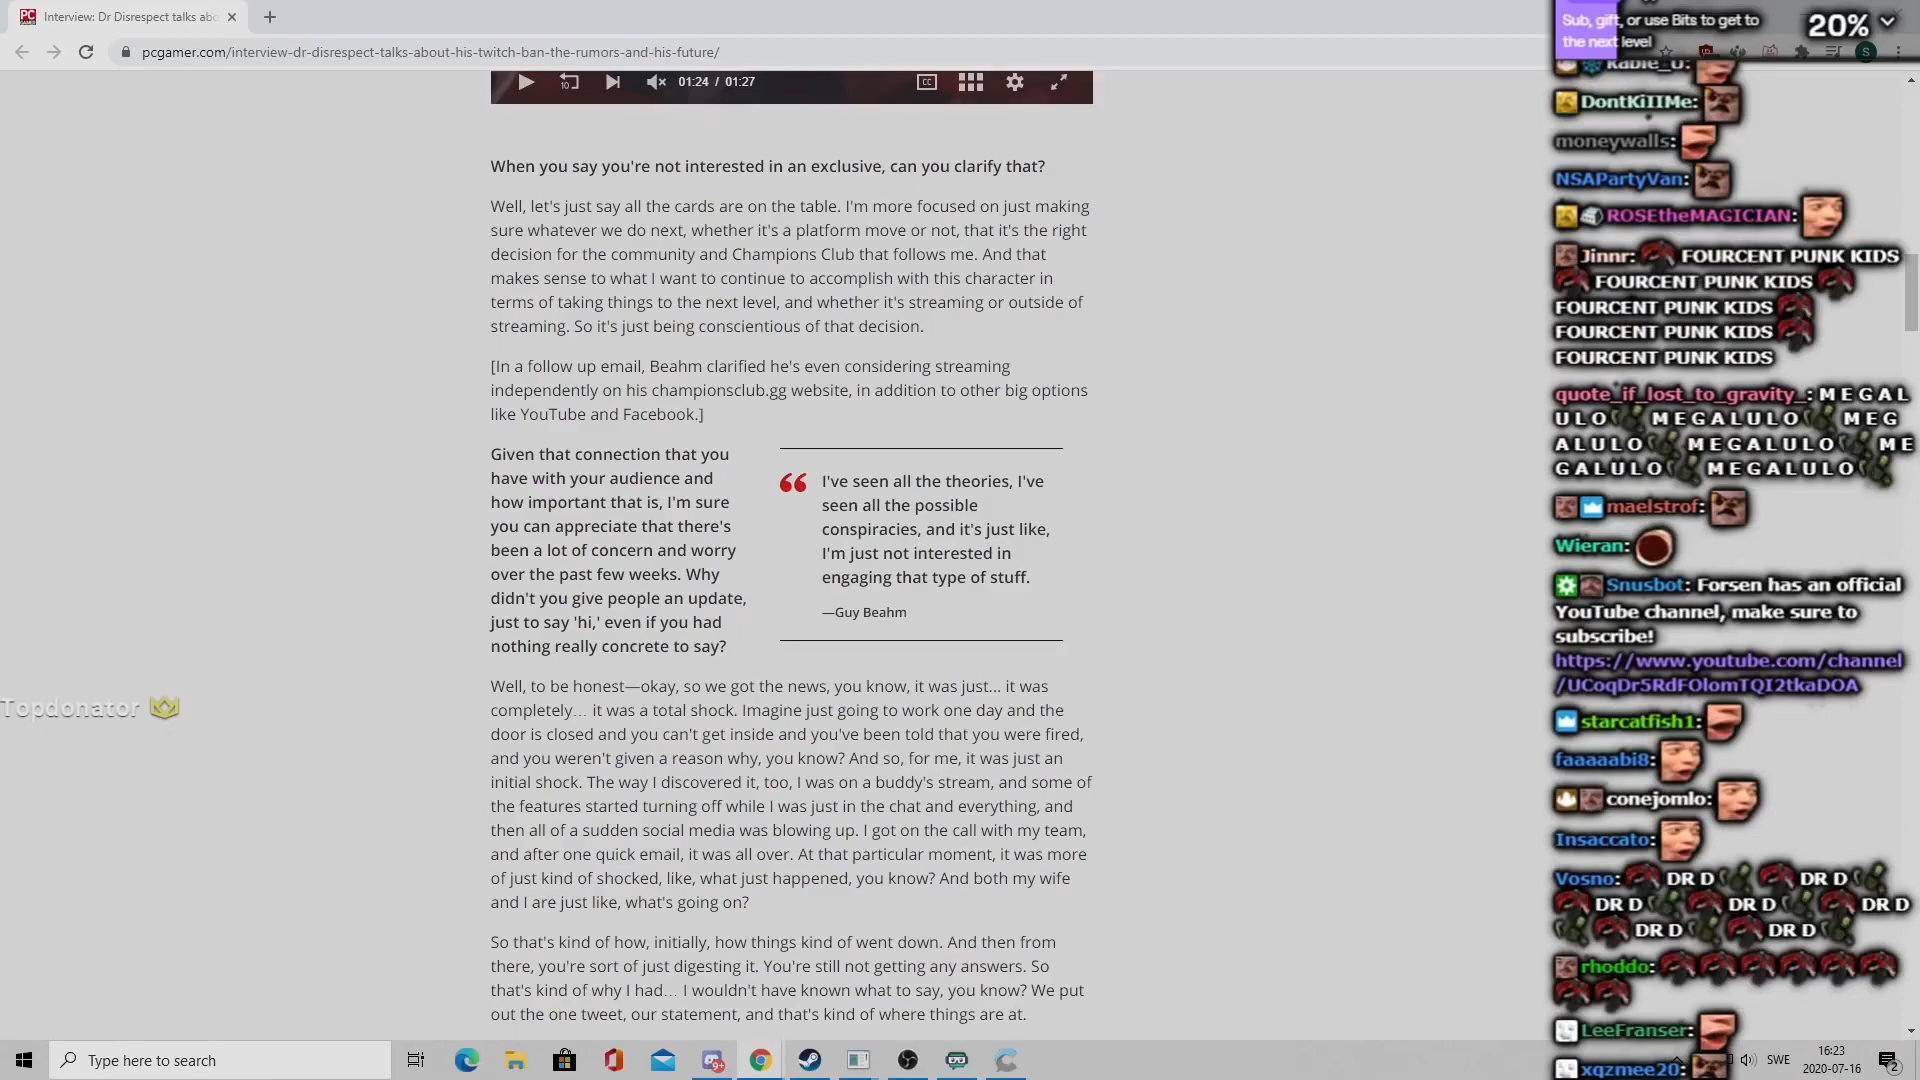 Interview: Dr Disrespect talks abo
pcgamer.com/interview-dr-disrespect-talks-about-his-twitch-ban-the-rumors-and-his-future/
01:24 / 01:27
When you say you're not interested in an exclusive, can you clarify that?
Well, let's just say all the cards are on the table. I'm more focused on just making
sure whatever we do next, whether it's a platform move or not, that it's the right
decision for the community and Champions Club that follows me. And that
makes sense to what I want to continue to accomplish with this character in
terms of taking things to the next level, and whether it's streaming or outside of
streaming. So it's just being conscientious of that decision.
[In a follow up email, Beahm clarified he's even considering streaming
independently on his championsclub.gg website, in addition to other big options
like YouTube and Facebook.]
Given that connection that you
have with your audience and
how important that is, I'm sure
you can appreciate that there's
been a lot of concern and worry
over the past few weeks. Why
didn't you give people an update,
just to say 'hi,' even if you had
nothing really concrete to say?
I've seen all the theories, I've
seen all the possible
conspiracies, and it's just like,
I'm just not interested in
engaging that type of stuff.
—Guy Beahm
Well, to be honest—okay, so we got the news, you know, it was just... it was
completely… it was a total shock. Imagine just going to work one day and the
door is closed and you can't get inside and you've been told that you were fired,
and you weren't given a reason why, you know? And so, for me, it was just an
initial shock. The way I discovered it, too, I was on a buddy's stream, and some of
the features started turning off while I was just in the chat and everything, and
then all of a sudden social media was blowing up. I got on the call with my team,
and after one quick email, it was all over. At that particular moment, it was more
of just kind of shocked, like, what just happened, you know? And both my wife
and I are just like, what's going on?
So that's kind of how, initially, how things kind of went down. And then from
there, you're sort of just digesting it. You're still not getting any answers. So
that's kind of why I had… I wouldn't have known what to say, you know? We put
out the one tweet, our statement, and that's kind of where things are at.
Topdonator
Sub, gift, or use Bits to get to
the next level
20%
Kable_U:
DontKiIIMe:
moneywalls:
NSAPartyVan:
ROSEtheMAGICIAN:
Jinnr: FOURCENT PUNK KIDS
FOURCENT PUNK KIDS
FOURCENT PUNK KIDS
FOURCENT PUNK KIDS
FOURCENT PUNK KIDS
quote_if_lost_to_gravity_: M E G A L
U L O M E G A L U L O M E G
A L U L O M E G A L U L O M E
G A L U L O M E G A L U L O
maelstrof:
Wieran:
Snusbot: Forsen has an official
YouTube channel, make sure to
subscribe!
https://www.youtube.com/channel
/UCoqDr5RdFOlomTQI2tkaDOA
starcatfish1:
faaaaabi8:
conejomlo:
Insaccato:
Vosno: DR D DR D
DR D DR D DR D
DR D DR D
rhoddo:
LeeFranser:
xqzmee20:
Type here to search
9+
SWE
16:23
2020-07-16
2